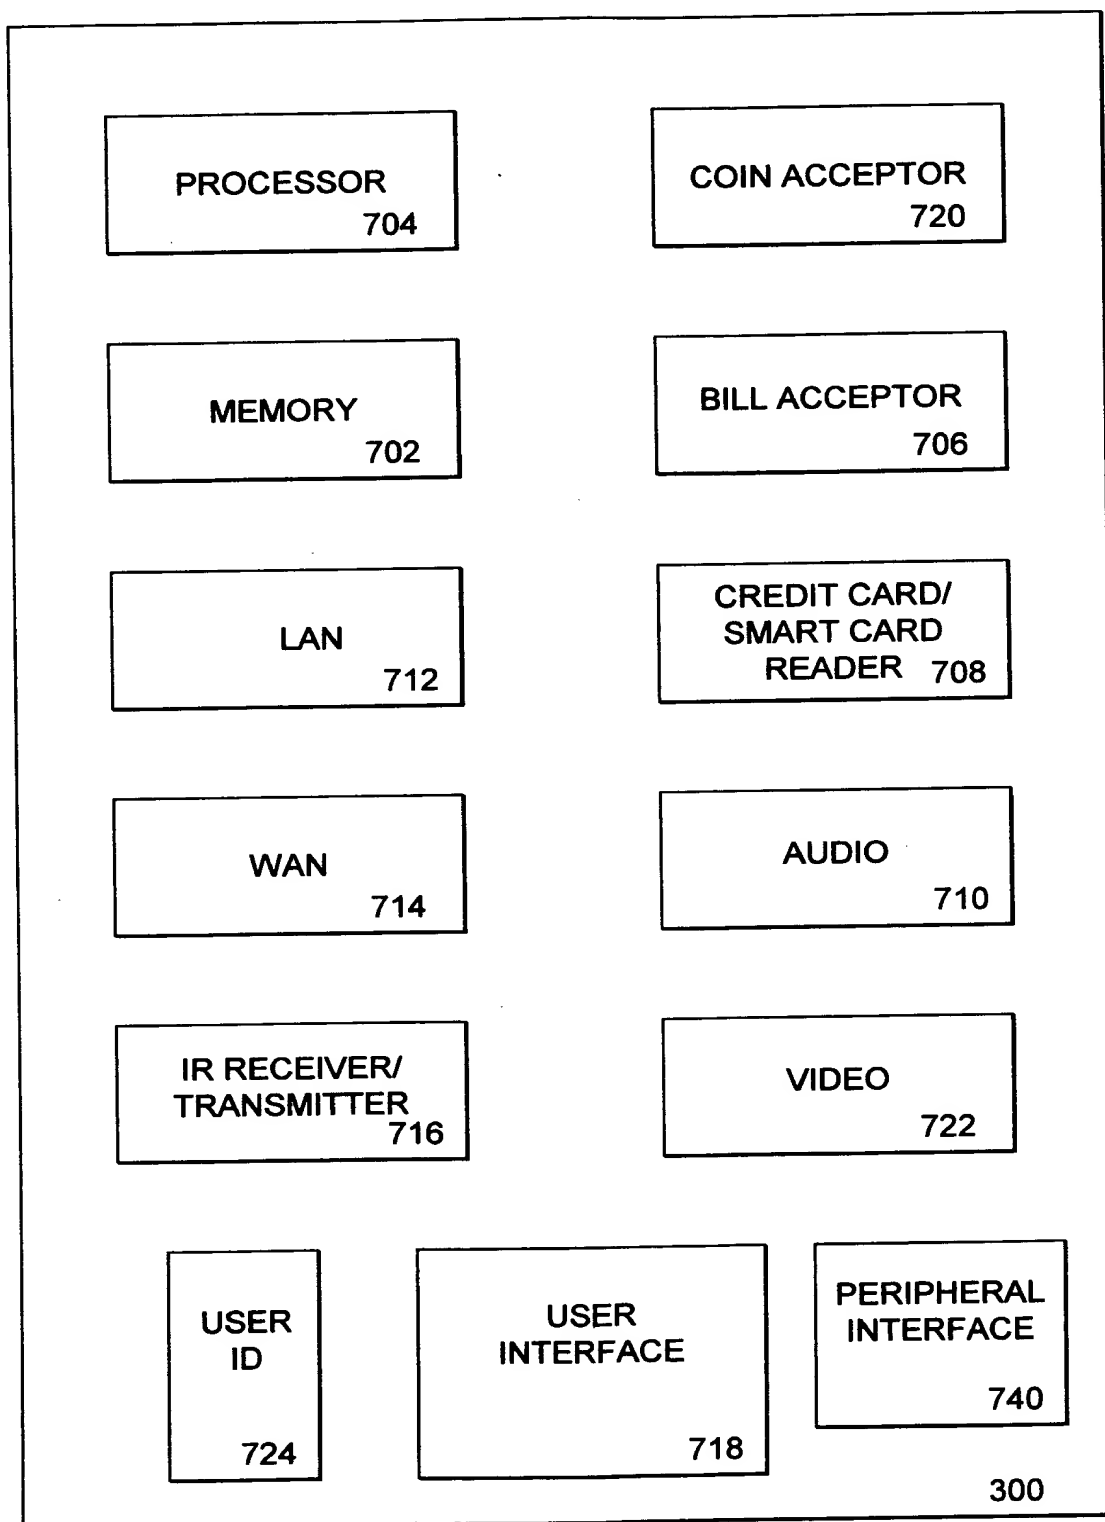 PROCESSOR
704
COIN ACCEPTOR
720
MEMORY
702
BILL ACCEPTOR
706
LAN
712
CREDIT CARD/
SMART CARD
READER 708
WAN
714
AUDIO
710
IR RECEIVER/
TRANSMITTER
716
VIDEO
722
USER
ID
724
USER
INTERFACE
718
PERIPHERAL
INTERFACE
740
300